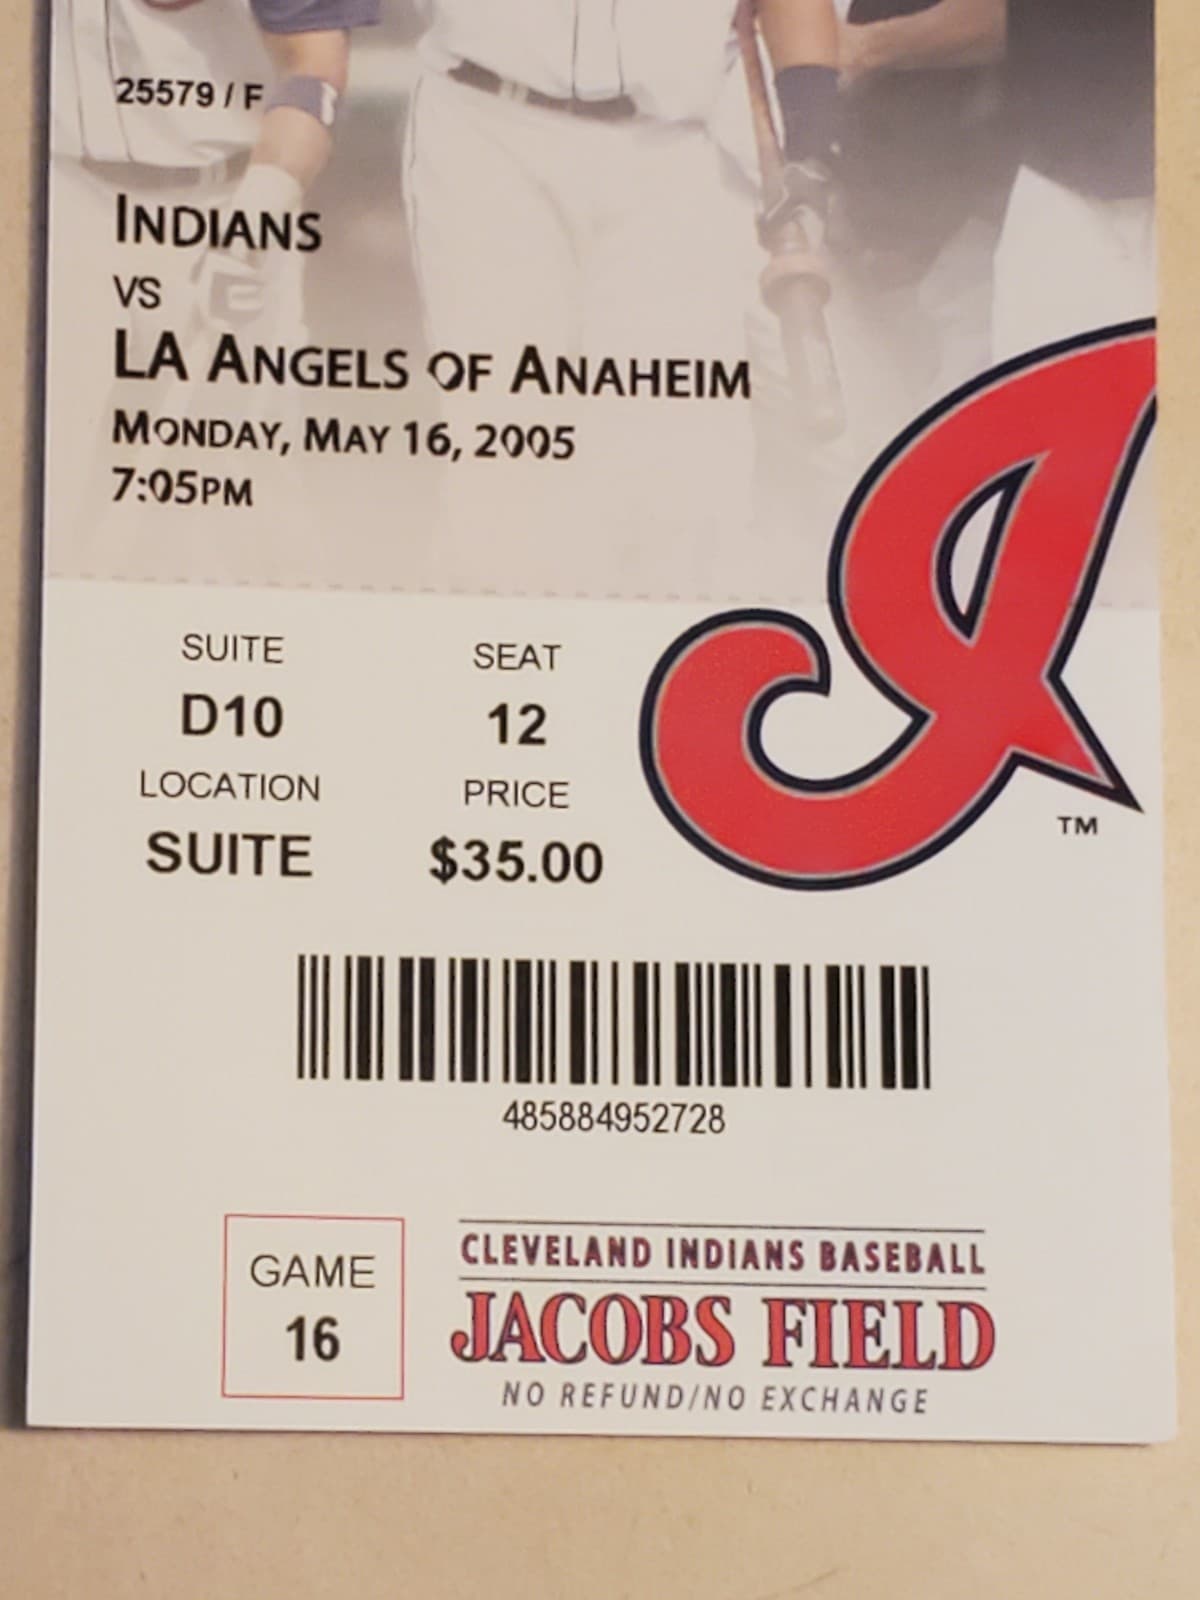 25579 / F
INDIANS
VS
LA ANGELS OF ANAHEIM
MONDAY, MAY 16, 2005
7:05PM
SUITE SEAT
D10 12
LOCATION PRICE
SUITE $35.00
I
TM
485884952728
GAME
16
CLEVELAND INDIANS BASEBALL
JACOBS FIELD
NO REFUND/NO EXCHANGE